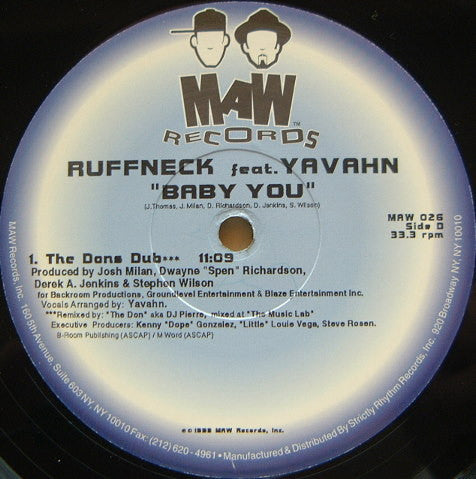 MAW
™
RECORDS
RUFFNECK feat. YAVAHN
"BABY YOU"
(J.Thomas, J. Milan, D. Richardson, D. Jenkins, S. Wilson)
MAW 026
Side D
33.3 rpm
1. The Dons Dub*** 11:09
Produced by Josh Milan, Dwayne "Spen" Richardson,
Derek A. Jenkins & Stephen Wilson
for Backroom Productions, Groundlevel Entertainment & Blaze Entertainment Inc.
Vocals Arranged by: Yavahn.
***Remixed by: "The Don" aka DJ Pierre, mixed at "The Music Lab"
Executive Producers: Kenny "Dope" Gonzalez, "Little" Louie Vega, Steve Rosen.
B-Room Publishing (ASCAP) / M Word (ASCAP)
MAW Records, Inc.
MAW Records, Inc. 160 5th Avenue, Suite 603 NY, NY 10010 Fax: (212) 620 - 4961 • Manufactured & Distributed By Strictly Rhythm Records, Inc. 920 Broadway NY, NY 10010